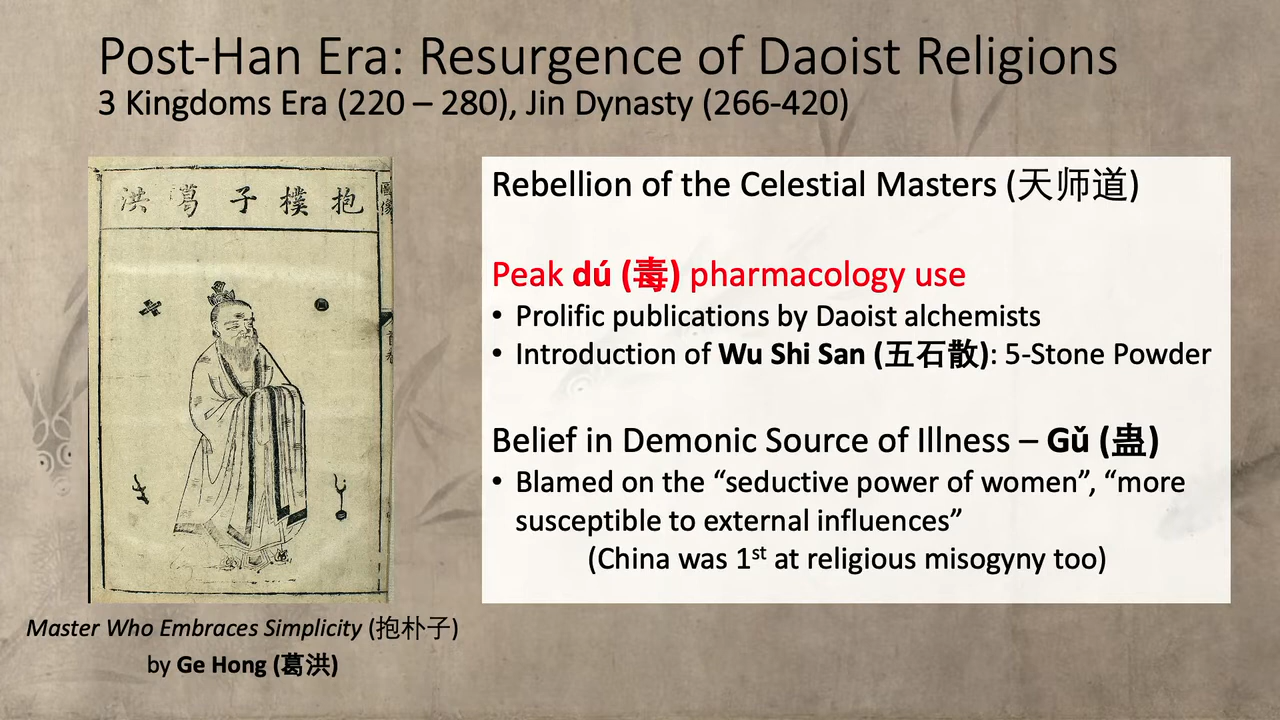 Post-Han Era: Resurgence of Daoist Religions
3 Kingdoms Era (220 – 280), Jin Dynasty (266-420)
洪 葛 子 樸 抱
圖像
Rebellion of the Celestial Masters (天师道)
Peak dú (毒) pharmacology use
• Prolific publications by Daoist alchemists
• Introduction of Wu Shi San (五石散): 5-Stone Powder
Belief in Demonic Source of Illness – Gǔ (蛊)
• Blamed on the “seductive power of women”, “more
susceptible to external influences”
(China was 1st at religious misogyny too)
Master Who Embraces Simplicity (抱朴子)
by Ge Hong (葛洪)